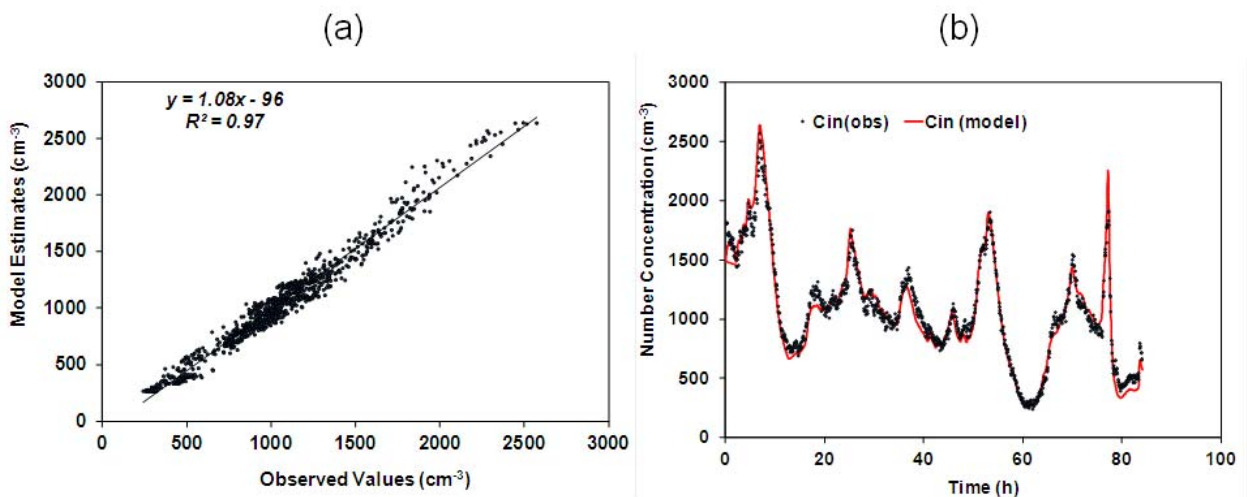 (a)
(b)
y = 1.08x - 96
R² = 0.97
Model Estimates (cm⁻³)
3000
2500
2000
1500
1000
500
0
0 500 1000 1500 2000 2500 3000
Observed Values (cm⁻³)
Cin(obs) Cin (model)
Number Concentration (cm⁻³)
3000
2500
2000
1500
1000
500
0
0 20 40 60 80 100
Time (h)